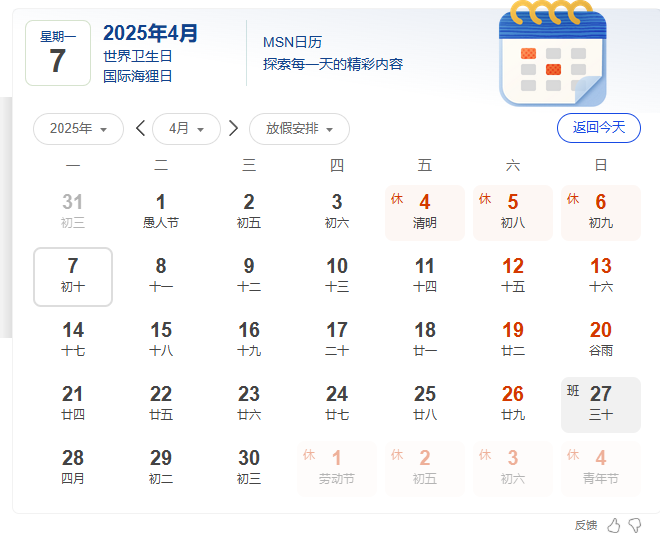 星期一
7
2025年4月
世界卫生日
国际海狸日
MSN日历
探索每一天的精彩内容
2025年 4月 放假安排 返回今天
一 二 三 四 五 六 日
31 1 2 3 休 4 休 5 休 6
初三 愚人节 初五 初六 清明 初八 初九
7 8 9 10 11 12 13
初十 十一 十二 十三 十四 十五 十六
14 15 16 17 18 19 20
十七 十八 十九 二十 廿一 廿二 谷雨
21 22 23 24 25 26 班 27
廿四 廿五 廿六 廿七 廿八 廿九 三十
28 29 30 休 1 休 2 休 3 休 4
四月 初二 初三 劳动节 初五 初六 青年节
反馈